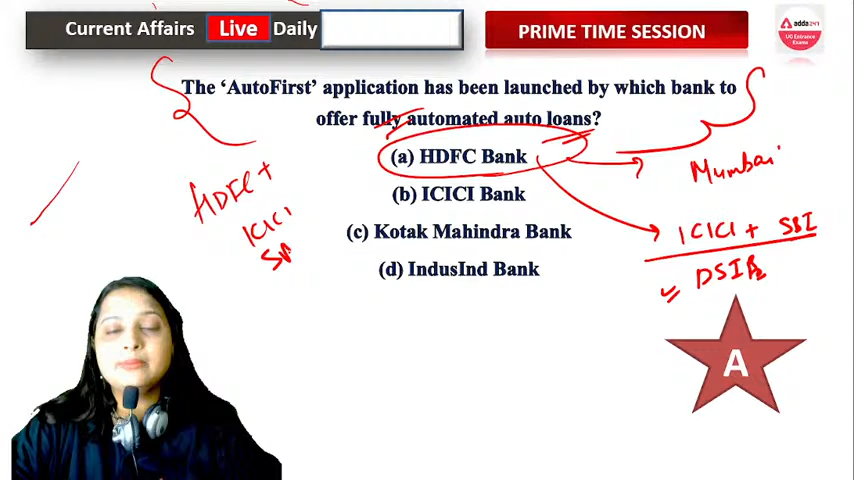 Current Affairs Live Daily
PRIME TIME SESSION
adda247
UG Entrance
Exams
The ‘AutoFirst’ application has been launched by which bank to
offer fully automated auto loans?
(a) HDFC Bank
(b) ICICI Bank
(c) Kotak Mahindra Bank
(d) IndusInd Bank
HDFC +
ICICI
SB
Mumbai
ICICI + SBI
A